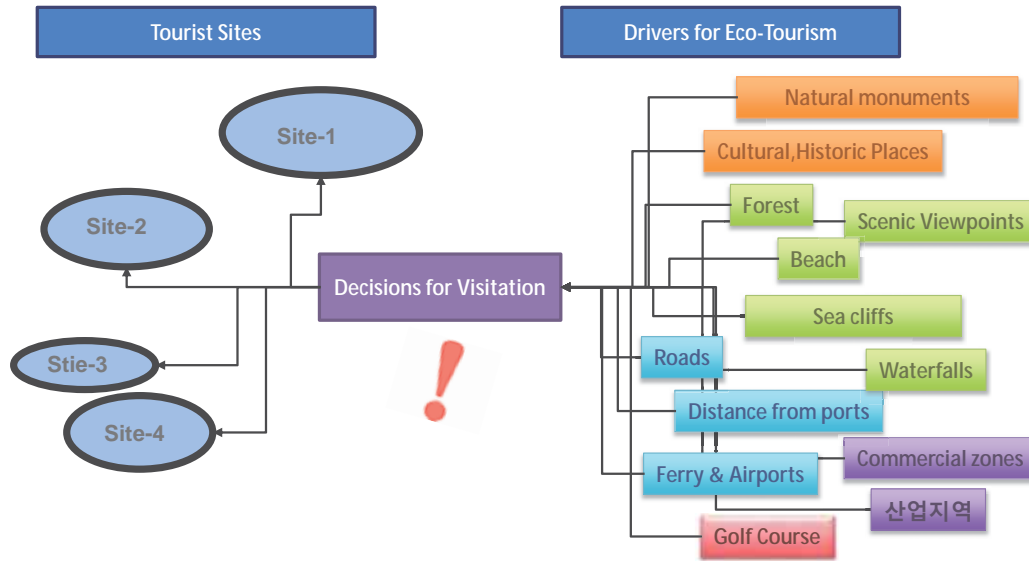 Tourist Sites
Drivers for Eco-Tourism
Site-1
Site-2
Stie-3
Site-4
Decisions for Visitation
Natural monuments
Cultural,Historic Places
Forest
Scenic Viewpoints
Beach
Sea cliffs
Roads
Waterfalls
Distance from ports
Commercial zones
Ferry & Airports
산업지역
Golf Course